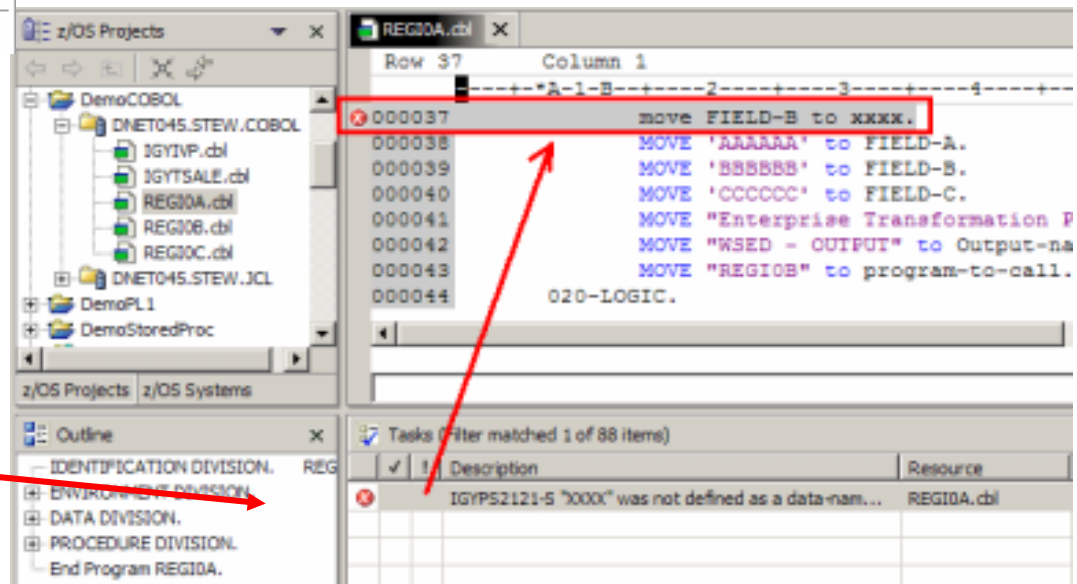 z/OS Projects
DemoCOBOL
DNET045.STEW.COBOL
IGYIVP.cbl
IGYTSALE.cbl
REGI0A.cbl
REGI0B.cbl
REGI0C.cbl
DNET045.STEW.JCL
DemoPL1
DemoStoredProc
z/OS Projects z/OS Systems
REGI0A.cbl
Row 37 Column 1
----+-*A-1-B--+----2----+----3----+----4----+--
000037 move FIELD-B to xxxx.
000038 MOVE 'AAAAAA' to FIELD-A.
000039 MOVE 'BBBBBB' to FIELD-B.
000040 MOVE 'CCCCCC' to FIELD-C.
000041 MOVE "Enterprise Transformation P
000042 MOVE "WSED - OUTPUT" to Output-na
000043 MOVE "REGI0B" to program-to-call.
000044 020-LOGIC.
Outline
IDENTIFICATION DIVISION. REG
ENVIRONMENT DIVISION.
DATA DIVISION.
PROCEDURE DIVISION.
End Program REGI0A.
Tasks (Filter matched 1 of 88 items)
! Description Resource
IGYPS2121-S "XXXX" was not defined as a data-nam... REGI0A.cbl